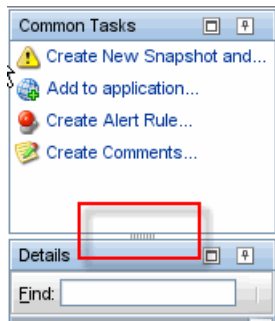 Common Tasks
Create New Snapshot and...
Add to application...
Create Alert Rule...
Create Comments...
Details
Find: